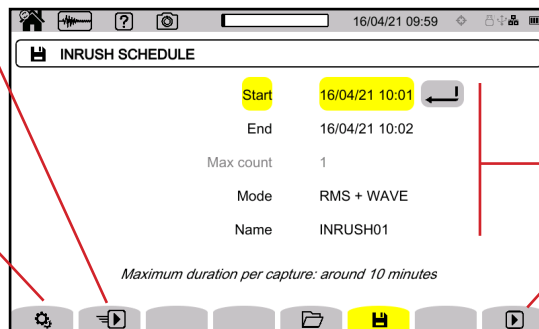 16/04/21 09:59
INRUSH SCHEDULE
Start 16/04/21 10:01
End 16/04/21 10:02
Max count 1
Mode RMS + WAVE
Name INRUSH01
Maximum duration per capture: around 10 minutes